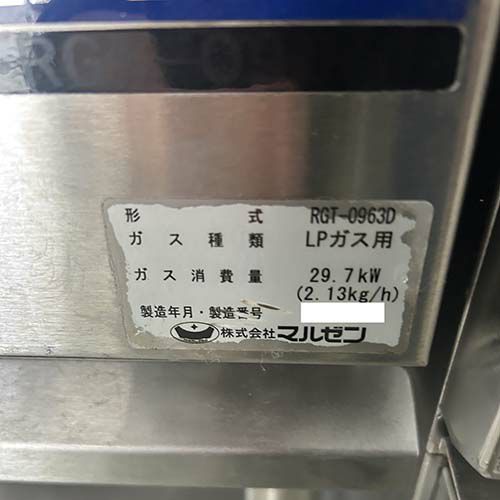 形式 RGT-0963D
ガス種類 LPガス用
ガス消費量 29.7kW
(2.13kg/h)
製造年月・製造番号
株式会社マルゼン